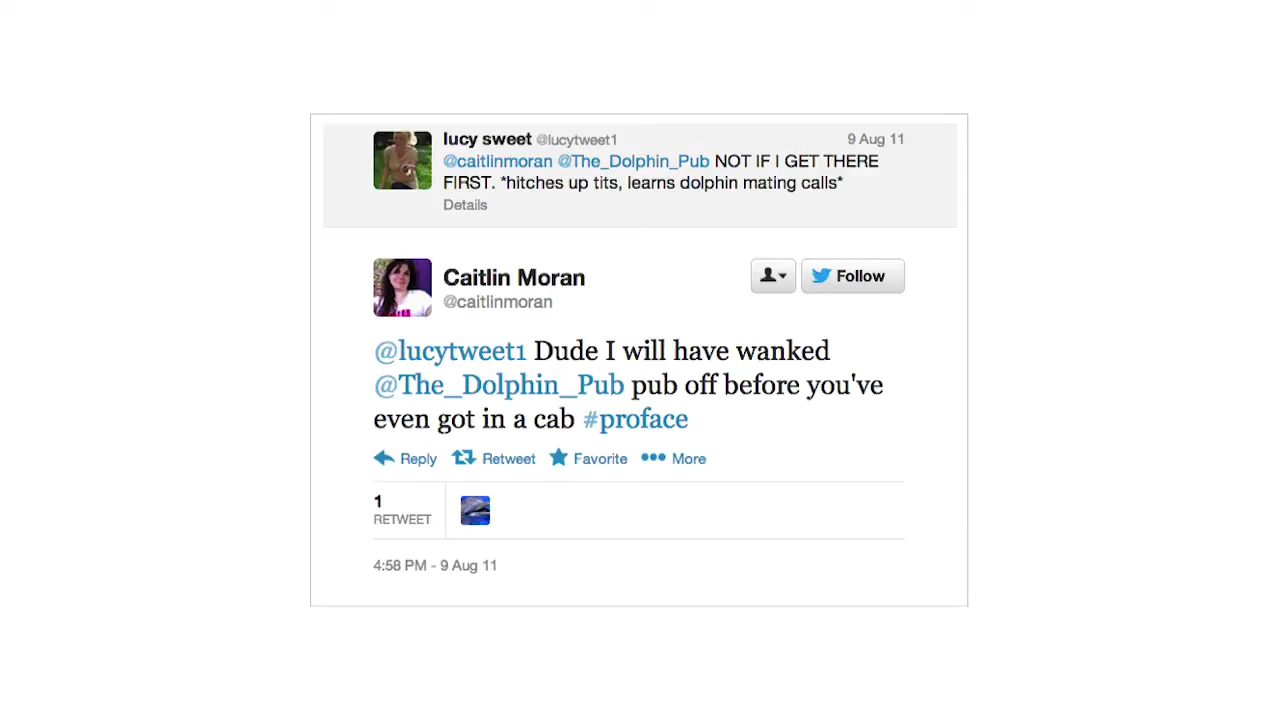 lucy sweet @lucytweet1 9 Aug 11
@caitlinmoran @The_Dolphin_Pub NOT IF I GET THERE
FIRST. *hitches up tits, learns dolphin mating calls*
Details
Caitlin Moran
@caitlinmoran
Follow
@lucytweet1 Dude I will have wanked
@The_Dolphin_Pub pub off before you've
even got in a cab #proface
Reply Retweet Favorite More
1
RETWEET
4:58 PM - 9 Aug 11